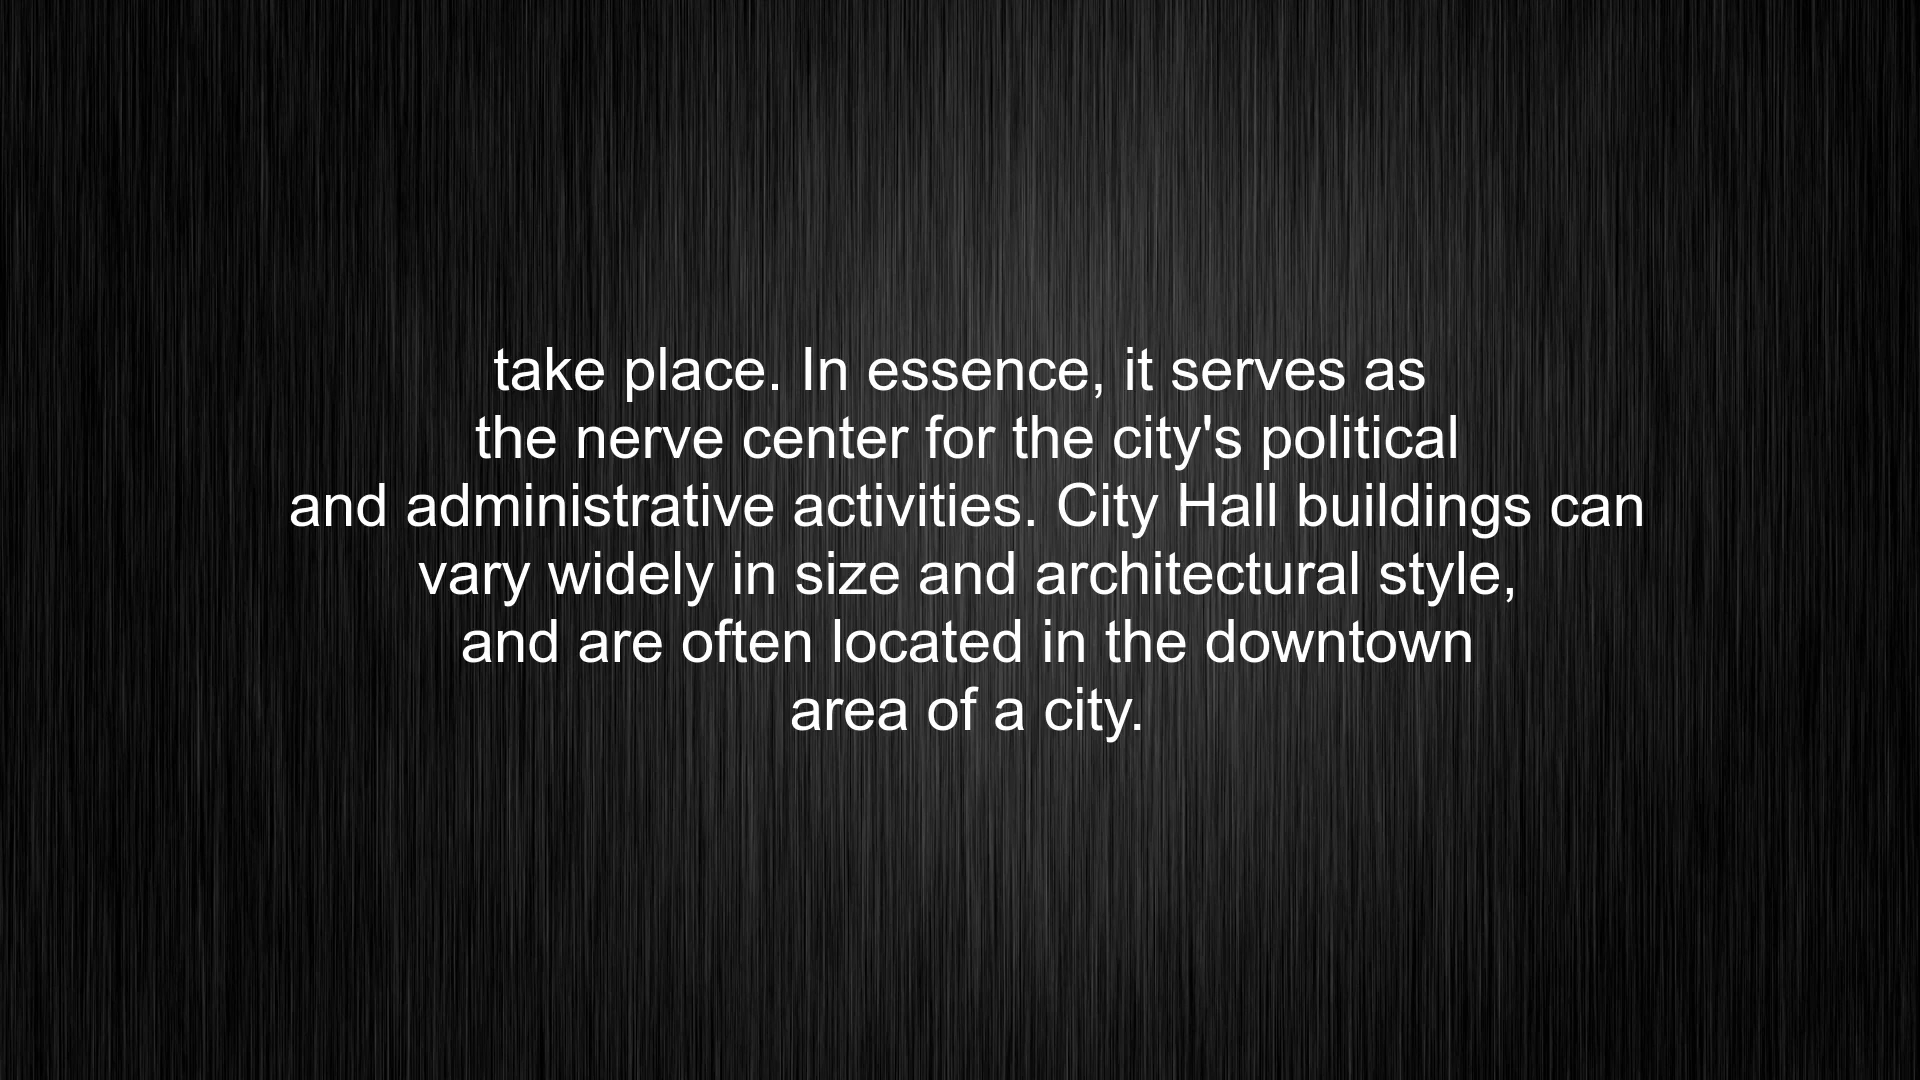 take place. In essence, it serves as
the nerve center for the city's political
and administrative activities. City Hall buildings can
vary widely in size and architectural style,
and are often located in the downtown
area of a city.